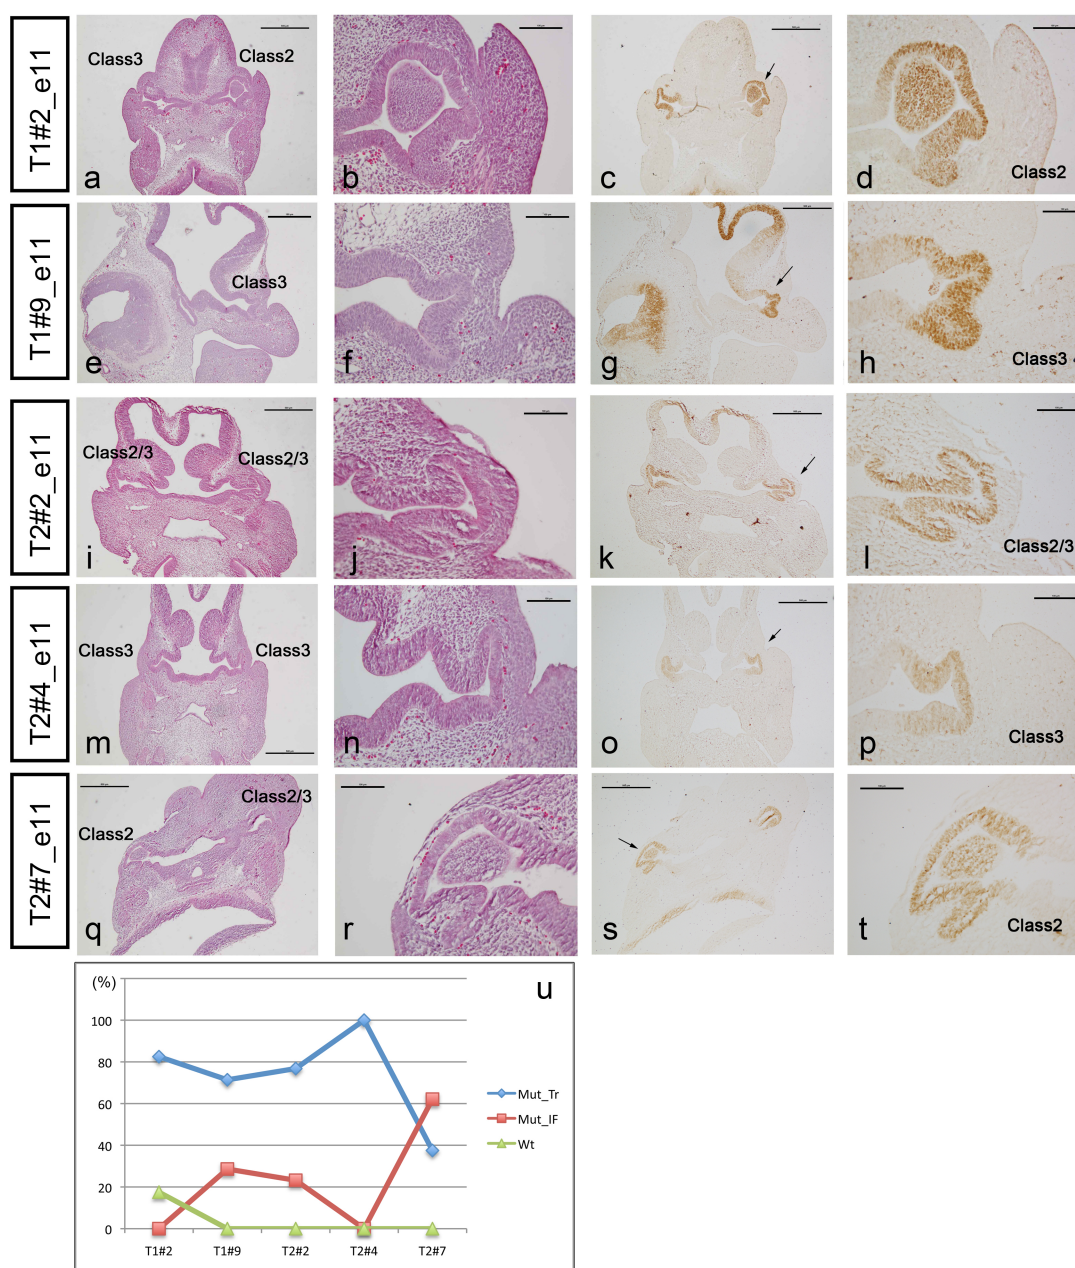 T1#2_e11
Class3
Class2
a
b
c
d
Class2
T1#9_e11
Class3
e
f
g
h
Class3
T2#2_e11
Class2/3
Class2/3
i
j
k
l
Class2/3
T2#4_e11
Class3
Class3
m
n
o
p
Class3
T2#7_e11
Class2/3
Class2
q
r
s
t
Class2
(%)
u
100
80
60
40
20
0
T1#2
T1#9
T2#2
T2#4
T2#7
Mut_Tr
Mut_IF
Wt